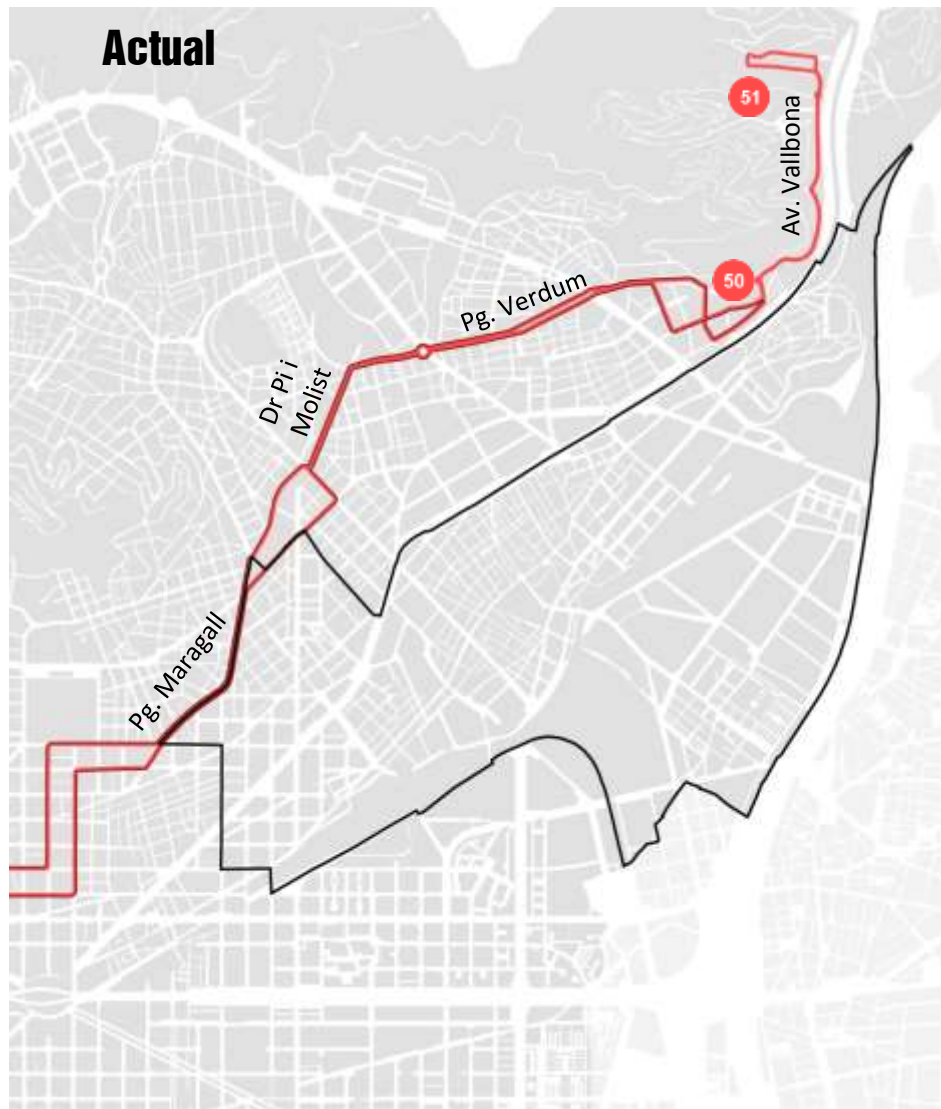 Actual
51
Av. Vallbona
50
Pg. Verdum
Dr Pi i
Molist
Pg. Maragall